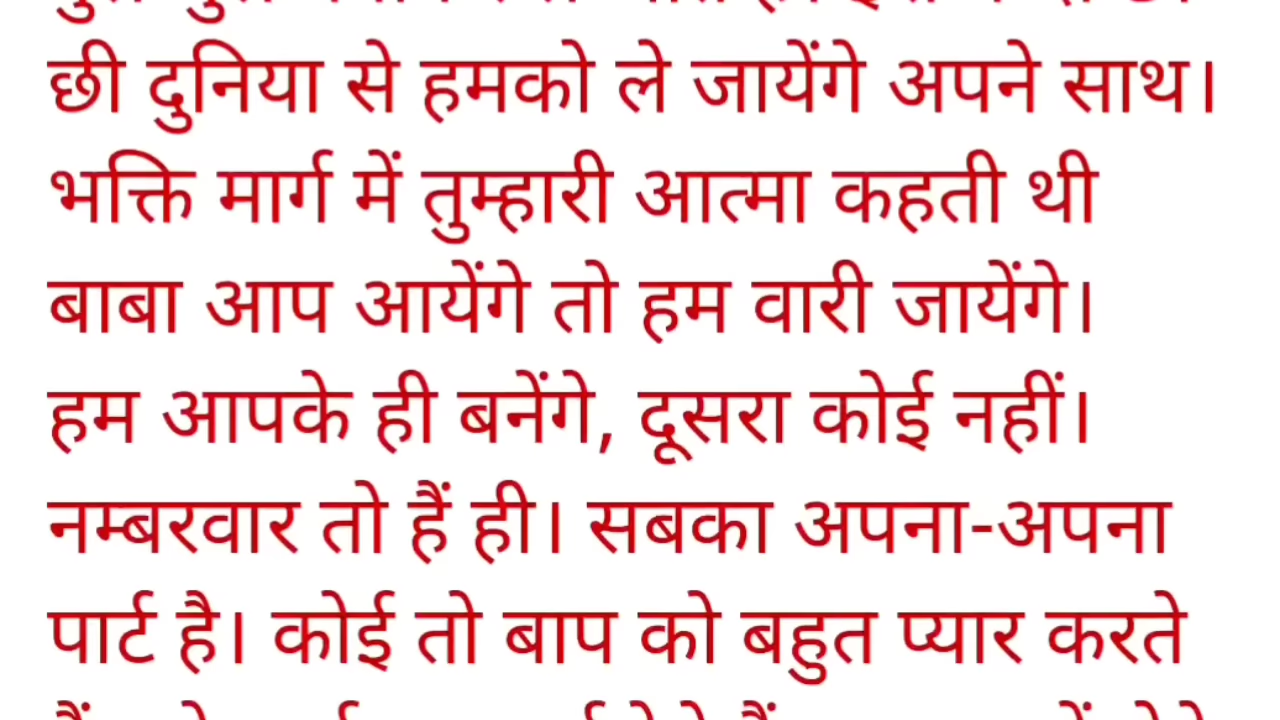 छी दुनिया से हमको ले जायेंगे अपने साथ।
भक्ति मार्ग में तुम्हारी आत्मा कहती थी
बाबा आप आयेंगे तो हम वारी जायेंगे।
हम आपके ही बनेंगे, दूसरा कोई नहीं।
नम्बरवार तो हैं ही। सबका अपना-अपना
पार्ट है। कोई तो बाप को बहुत प्यार करते